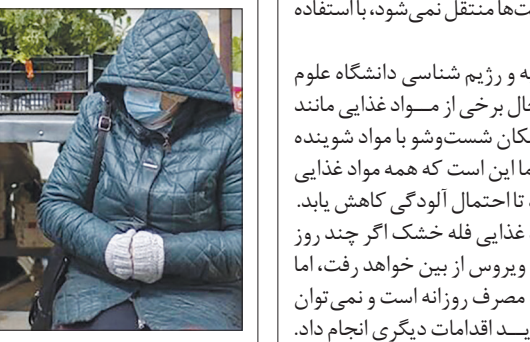 ت‌ها منتقل نمی‌شود، با استفاده
ه و رژیم شناسی دانشگاه علوم
حال برخی از مـــواد غذایی مانند
کان شست‌وشو با مواد شوینده
ما این است که همه مواد غذایی
تا احتمال آلودگی کاهش یابد.
غذایی فله خشک اگر چند روز
ویروس از بین خواهد رفت، اما
مصرف روزانه است و نمی‌توان
یـــد اقدامات دیگری انجام داد.